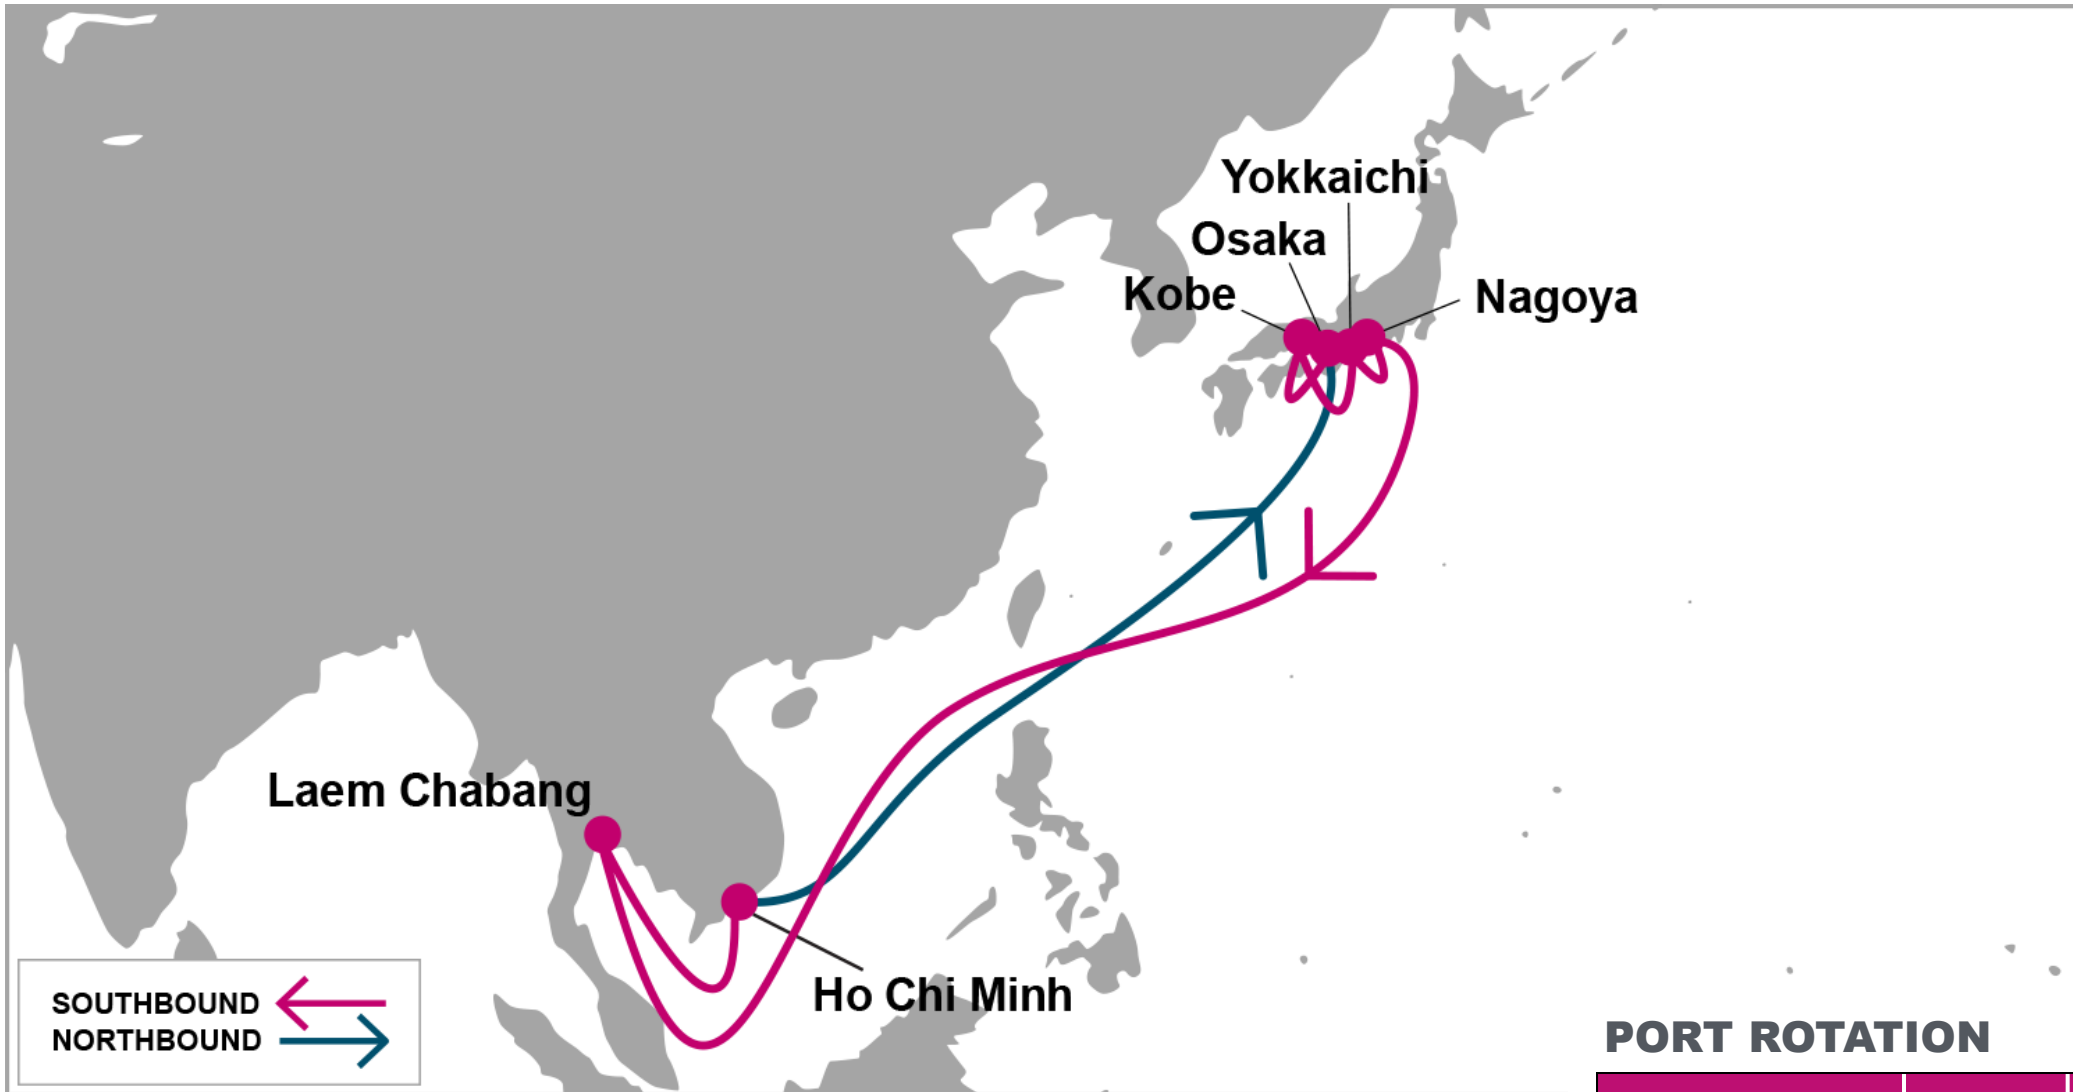 Yokkaichi
Osaka
Kobe
Nagoya
Laem Chabang
Ho Chi Minh
SOUTHBOUND
NORTHBOUND
PORT ROTATION